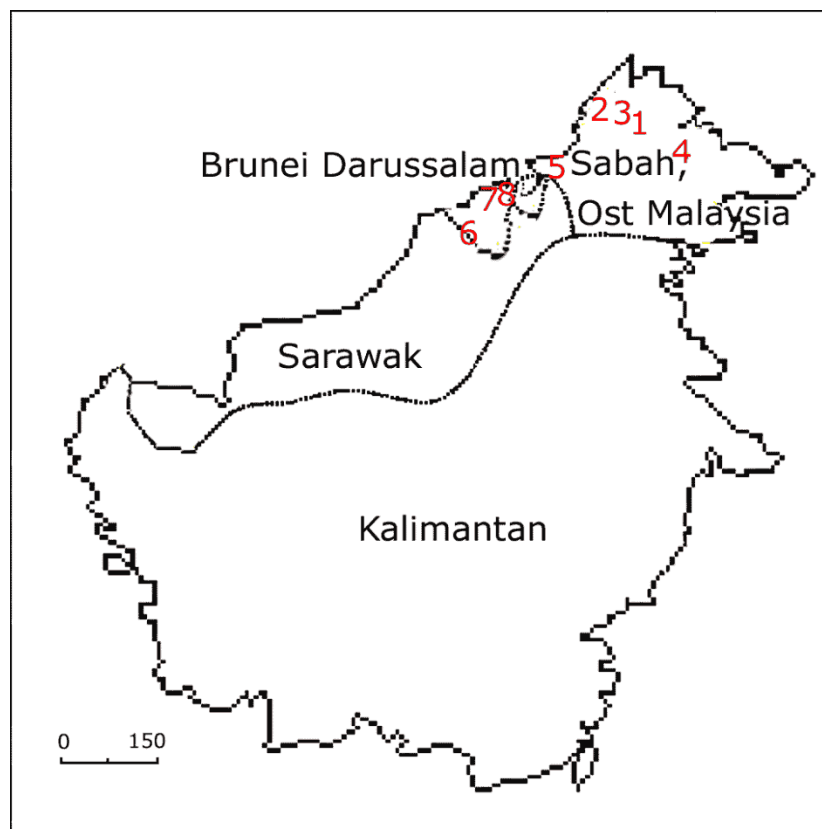 2 3 1
4
Brunei Darussalam 5 Sabah,
7 8
Ost Malaysia
6
Sarawak
Kalimantan
0 150